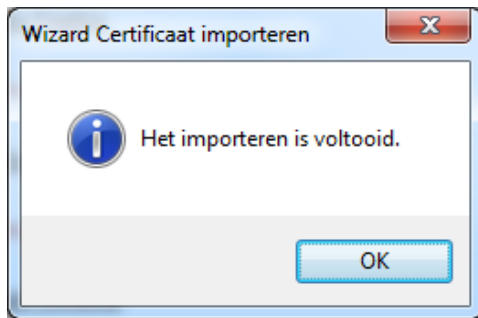 Wizard Certificaat importeren
Het importeren is voltooid.
OK